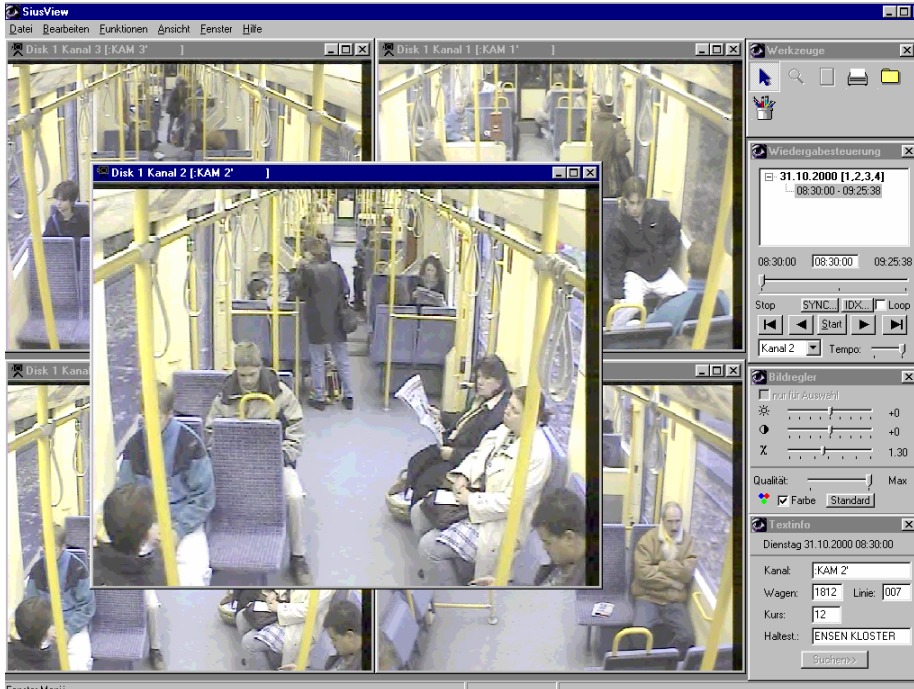 SiusView
Datei Bearbeiten Funktionen Ansicht Fenster Hilfe
Disk 1 Kanal 3 [:KAM 3' ]
Disk 1 Kanal 1 [:KAM 1' ]
Disk 1 Kanal 2 [:KAM 2' ]
Disk 1 Kana
Werkzeuge
Wiedergabesteuerung
31.10.2000 [1,2,3,4]
08:30:00 - 09:25:38
08:30:00 08:30:00 09:25:38
Stop SYNC... IDX... Loop
Start
Kanal 2 Tempo:
Bildregler
nur für Auswahl
+0
+0
χ 1.30
Qualität: Max
Farbe Standard
Textinfo
Dienstag 31.10.2000 08:30:00
Kanal: :KAM 2'
Wagen: 1812 Linie: 007
Kurs: 12
Haltest.: ENSEN KLOSTER
Suchen>>